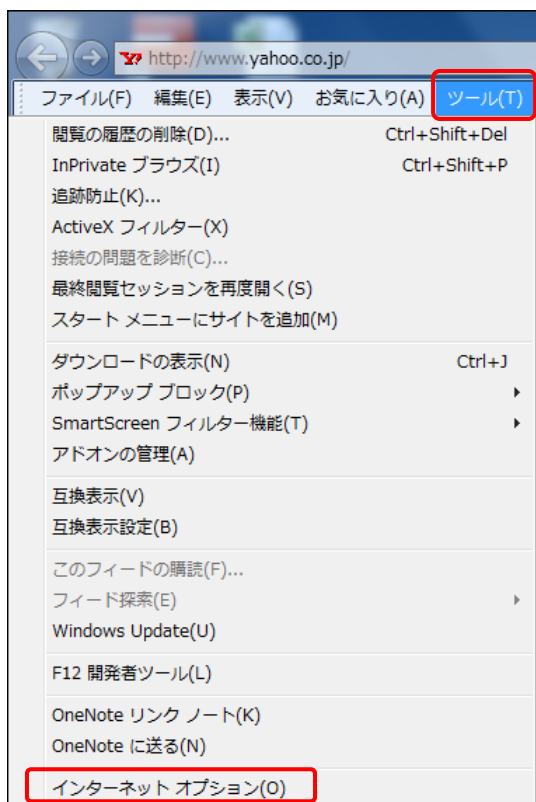 http://www.yahoo.co.jp/
ファイル(F) 編集(E) 表示(V) お気に入り(A) ツール(T)
閲覧の履歴の削除(D)... Ctrl+Shift+Del
InPrivate ブラウズ(I) Ctrl+Shift+P
追跡防止(K)...
ActiveX フィルター(X)
接続の問題を診断(C)...
最終閲覧セッションを再度開く(S)
スタート メニューにサイトを追加(M)
ダウンロードの表示(N) Ctrl+J
ポップアップ ブロック(P)
SmartScreen フィルター機能(T)
アドオンの管理(A)
互換表示(V)
互換表示設定(B)
このフィードの購読(F)...
フィード探索(E)
Windows Update(U)
F12 開発者ツール(L)
OneNote リンク ノート(K)
OneNote に送る(N)
インターネット オプション(O)